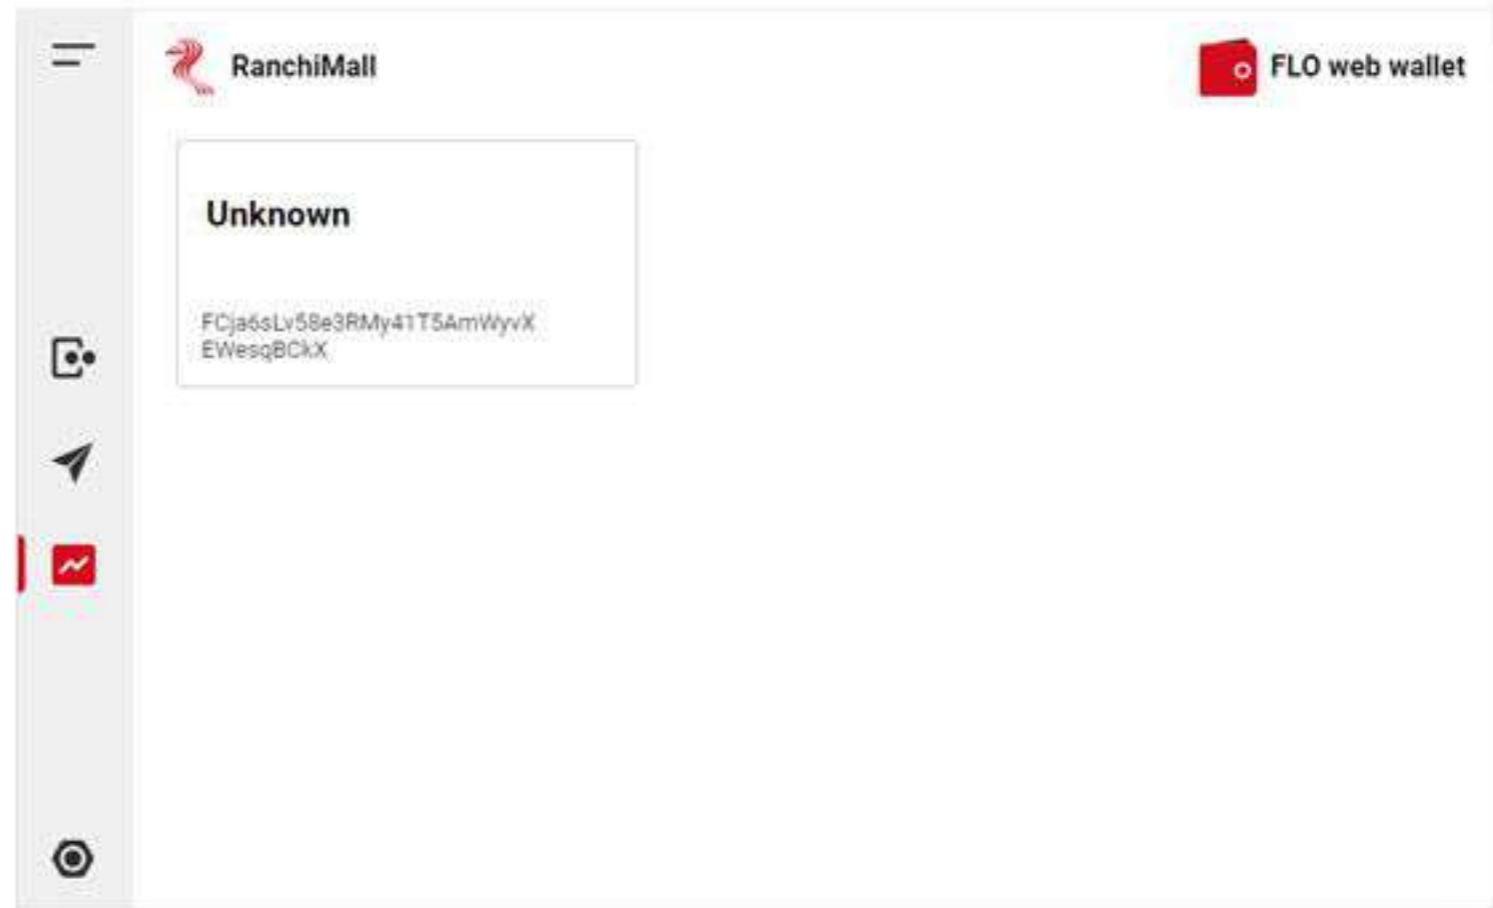 RanchiMall
FLO web wallet
Unknown
FCja6sLv58e3RMy41T5AmWyvX
EWesqBCkX